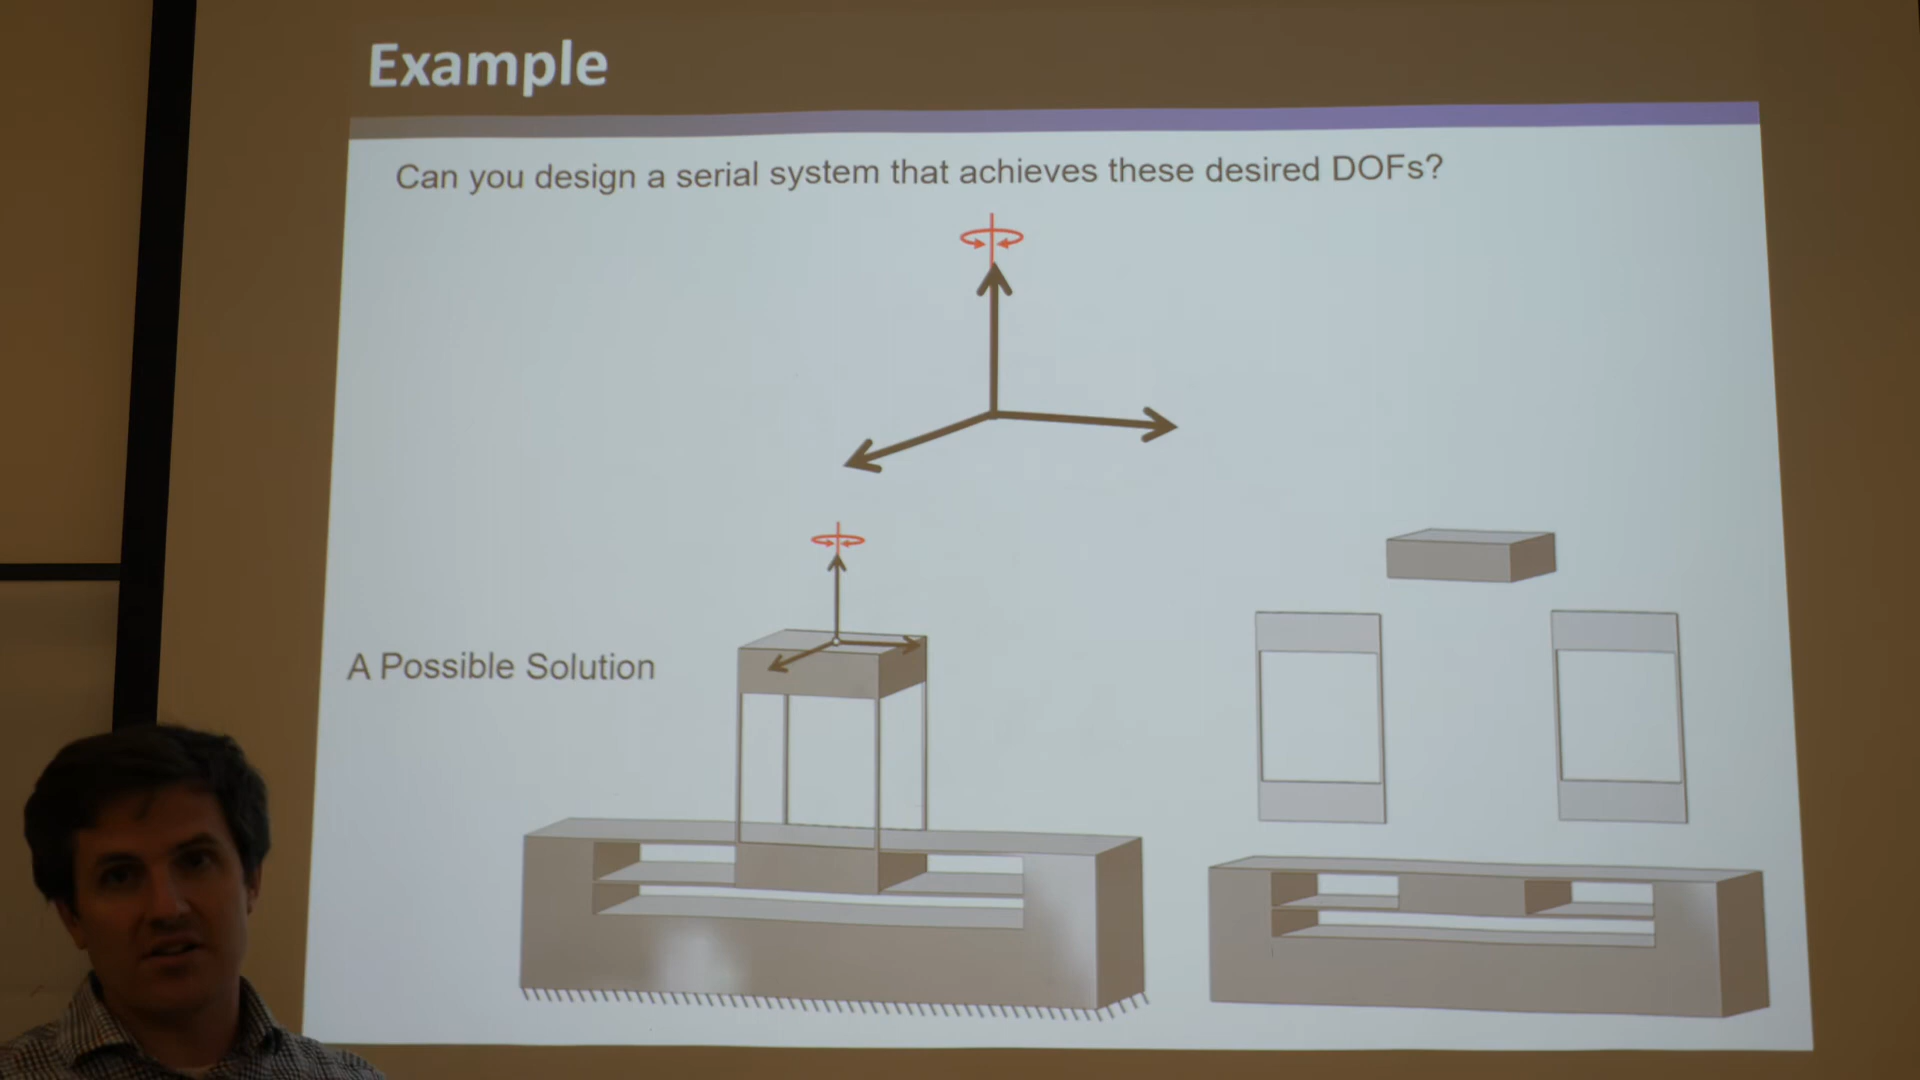 Example
Can you design a serial system that achieves these desired DOFs?
A Possible Solution